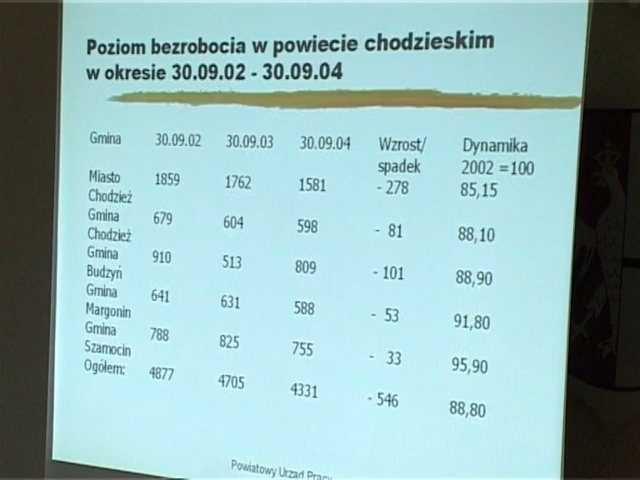 Poziom bezrobocia w powiecie chodzieskim
w okresie 30.09.02 - 30.09.04
Gmina 30.09.02 30.09.03 30.09.04 Wzrost/ spadek Dynamika 2002 =100
Miasto Chodzież 1859 1762 1581 - 278 85,15
Gmina Chodzież 679 604 598 - 81 88,10
Gmina Budzyń 910 513 809 - 101 88,90
Gmina Margonin 641 631 588 - 53 91,80
Gmina Szamocin 788 825 755 - 33 95,90
Ogółem: 4877 4705 4331 - 546 88,80
Powiatowy Urząd Pracy